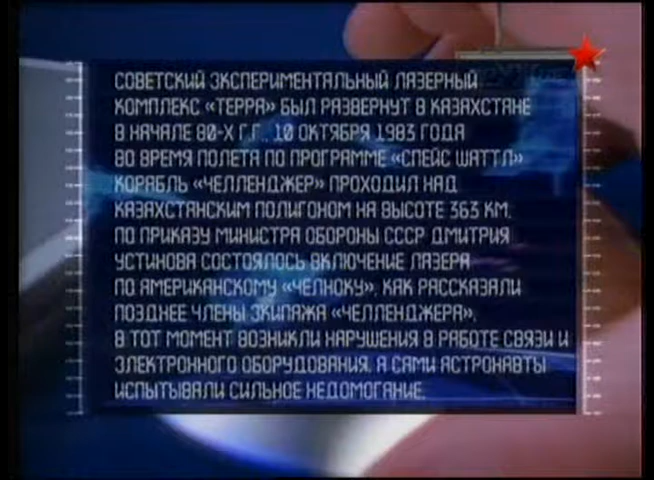 СОВЕТСКИЙ ЭКСПЕРИМЕНТАЛЬНЫЙ ЛАЗЕРНЫЙ
КОМПЛЕКС «ТЕРРА» БЫЛ РАЗВЕРНУТ В КАЗАХСТАНЕ
В НАЧАЛЕ 80-Х Г.Г.. 10 ОКТЯБРЯ 1983 ГОДА
ВО ВРЕМЯ ПОЛЕТА ПО ПРОГРАММЕ «СПЕЙС ШАТТЛ»
КОРАБЛЬ «ЧЕЛЛЕНДЖЕР» ПРОХОДИЛ НАД
КАЗАХСТАНСКИМ ПОЛИГОНОМ НА ВЫСОТЕ 363 КМ.
ПО ПРИКАЗУ МИНИСТРА ОБОРОНЫ СССР ДМИТРИЯ
УСТИНОВА СОСТОЯЛОСЬ ВКЛЮЧЕНИЕ ЛАЗЕРА
ПО АМЕРИКАНСКОМУ «ЧЕЛНОКУ». КАК РАССКАЗАЛИ
ПОЗДНЕЕ ЧЛЕНЫ ЭКИПАЖА «ЧЕЛЛЕНДЖЕРА»,
В ТОТ МОМЕНТ ВОЗНИКЛИ НАРУШЕНИЯ В РАБОТЕ СВЯЗИ И
ЭЛЕКТРОННОГО ОБОРУДОВАНИЯ, А САМИ АСТРОНАВТЫ
ИСПЫТЫВАЛИ СИЛЬНОЕ НЕДОМОГАНИЕ.